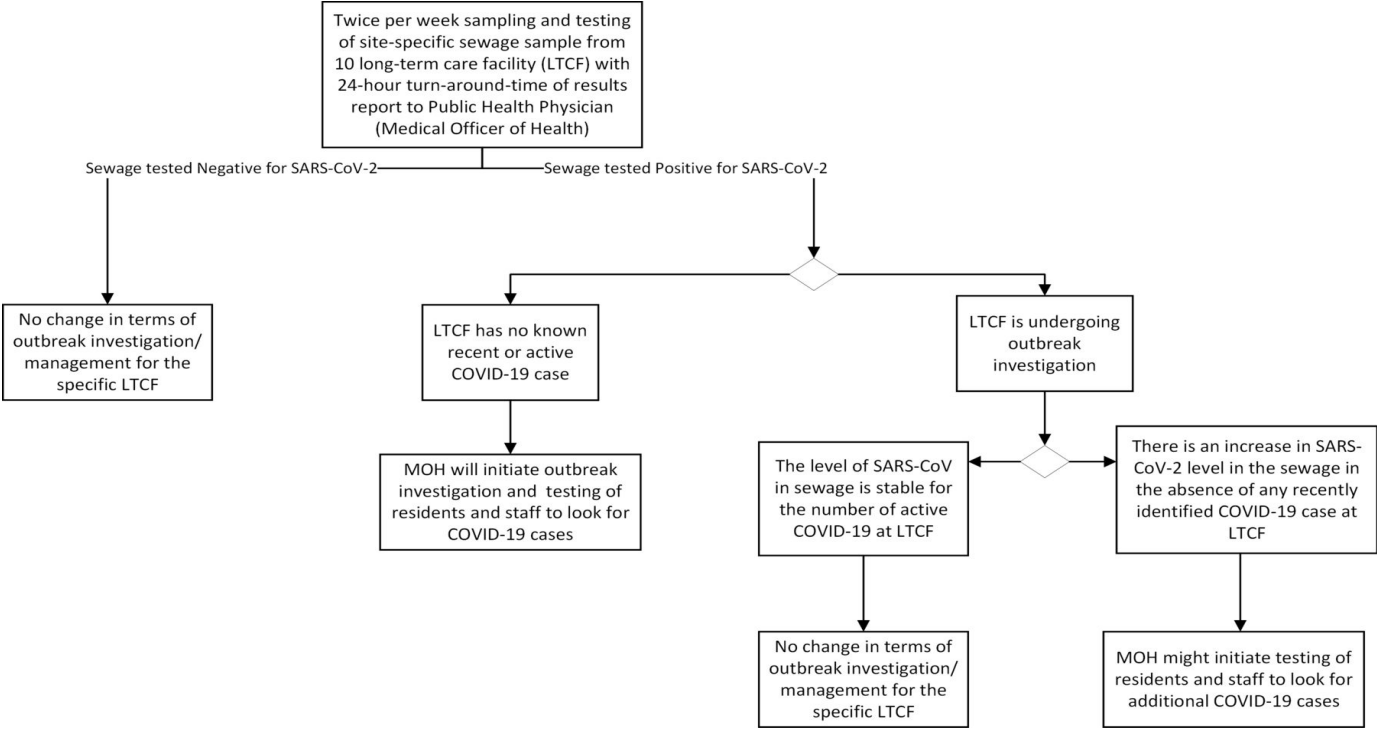 Twice per week sampling and testing
of site-specific sewage sample from
10 long-term care facility (LTCF) with
24-hour turn-around-time of results
report to Public Health Physician
(Medical Officer of Health)
Sewage tested Negative for SARS-CoV-2
Sewage tested Positive for SARS-CoV-2
No change in terms of
outbreak investigation/
management for the
specific LTCF
LTCF has no known
recent or active
COVID-19 case
LTCF is undergoing
outbreak
investigation
MOH will initiate outbreak
investigation and testing of
residents and staff to look for
COVID-19 cases
The level of SARS-CoV
in sewage is stable for
the number of active
COVID-19 at LTCF
There is an increase in SARS-
CoV-2 level in the sewage in
the absence of any recently
identified COVID-19 case at
LTCF
No change in terms of
outbreak investigation/
management for the
specific LTCF
MOH might initiate testing of
residents and staff to look for
additional COVID-19 cases